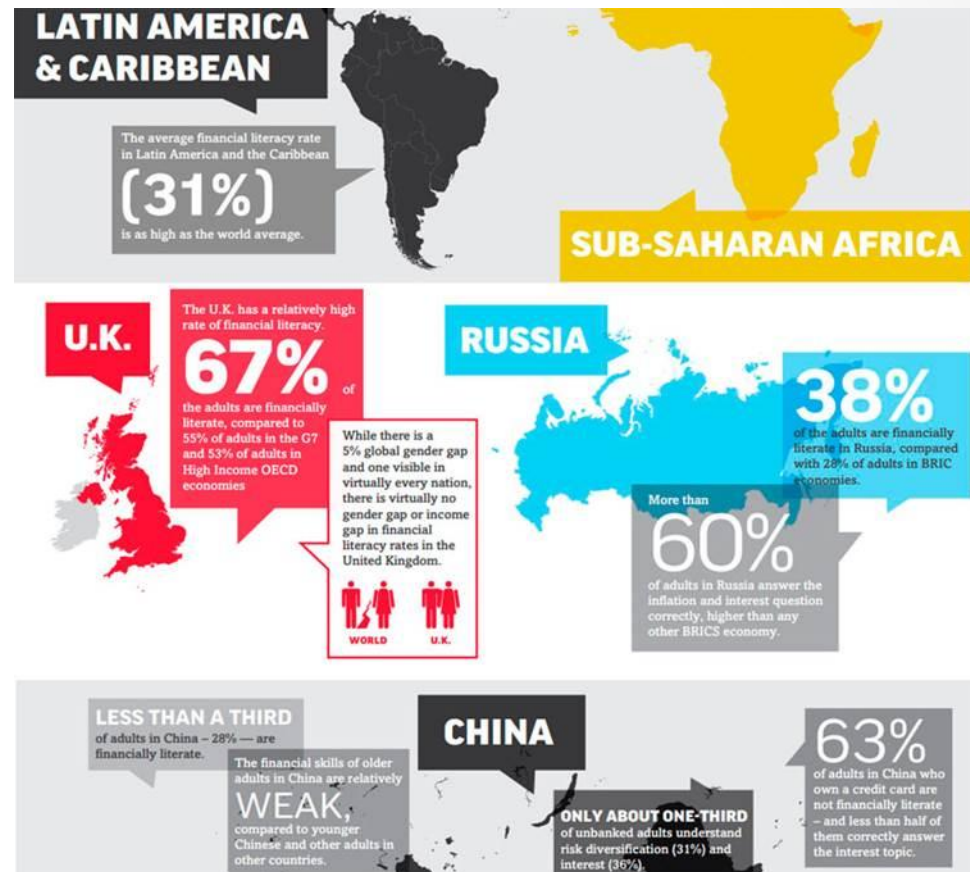 LATIN AMERICA
& CARIBBEAN
The average financial literacy rate
in Latin America and the Caribbean
(31%)
is as high as the world average.
SUB-SAHARAN AFRICA
U.K.
The U.K. has a relatively high
rate of financial literacy.
67% of
the adults are financially
literate, compared to
55% of adults in the G7
and 53% of adults in
High Income OECD
economies
While there is a
5% global gender gap
and one visible in
virtually every nation,
there is virtually no
gender gap or income
gap in financial
literacy rates in the
United Kingdom.
WORLD U.K.
RUSSIA
38%
of the adults are financially
literate in Russia, compared
with 28% of adults in BRIC
economies.
More than
60%
of adults in Russia answer the
inflation and interest question
correctly, higher than any
other BRICS economy.
LESS THAN A THIRD
of adults in China – 28% — are
financially literate.
The financial skills of older
adults in China are relatively
WEAK,
compared to younger
Chinese and other adults in
other countries.
CHINA
ONLY ABOUT ONE-THIRD
of unbanked adults understand
risk diversification (31%) and
interest (36%).
63%
of adults in China who
own a credit card are
not financially literate
– and less than half of
them correctly answer
the interest topic.